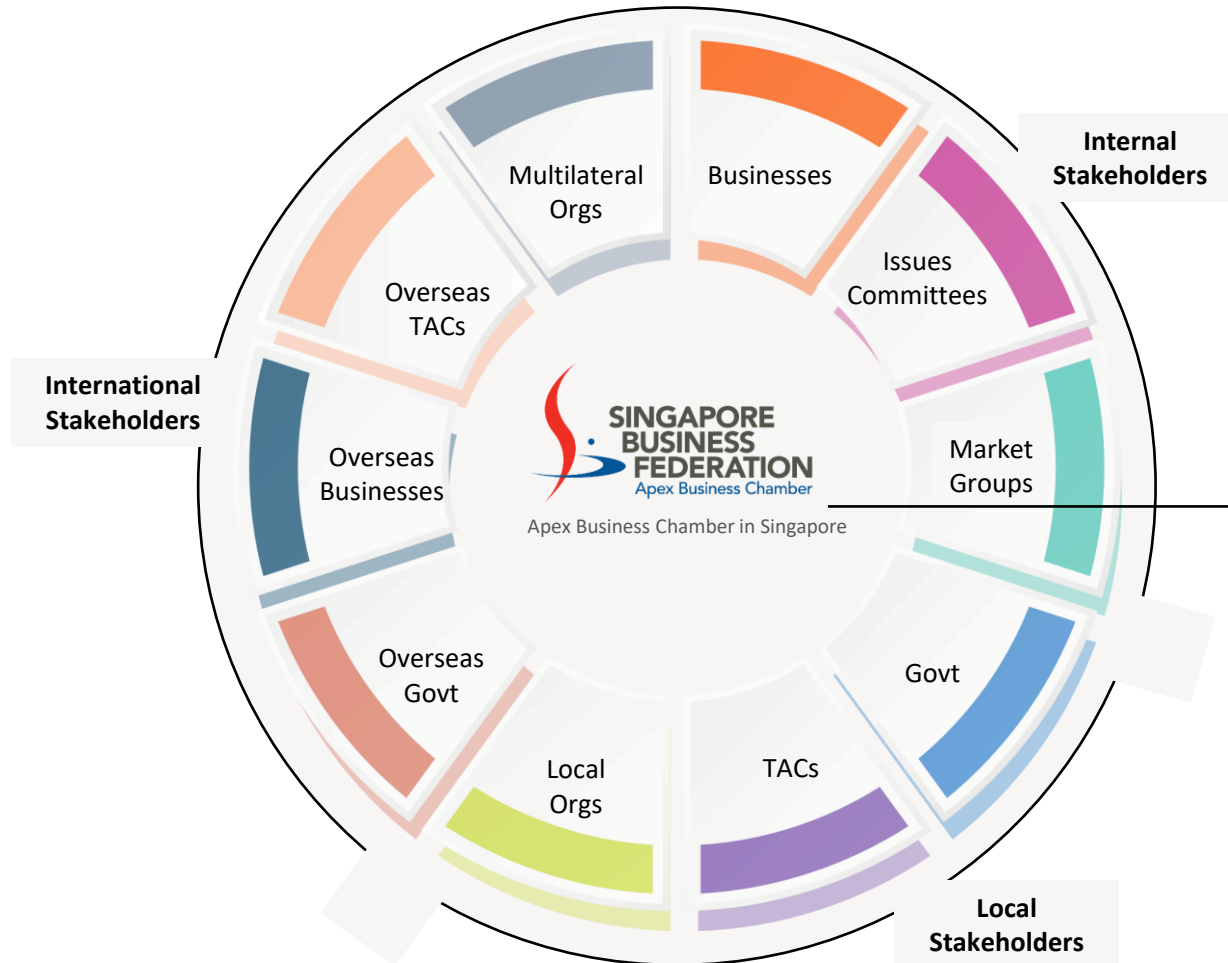 Multilateral
Orgs
Businesses
Internal
Stakeholders
Issues
Committees
Overseas
TACs
International
Stakeholders
Overseas
Businesses
SINGAPORE
BUSINESS
FEDERATION
Apex Business Chamber
Apex Business Chamber in Singapore
Market
Groups
Overseas
Govt
Govt
Local
Orgs
TACs
Local
Stakeholders